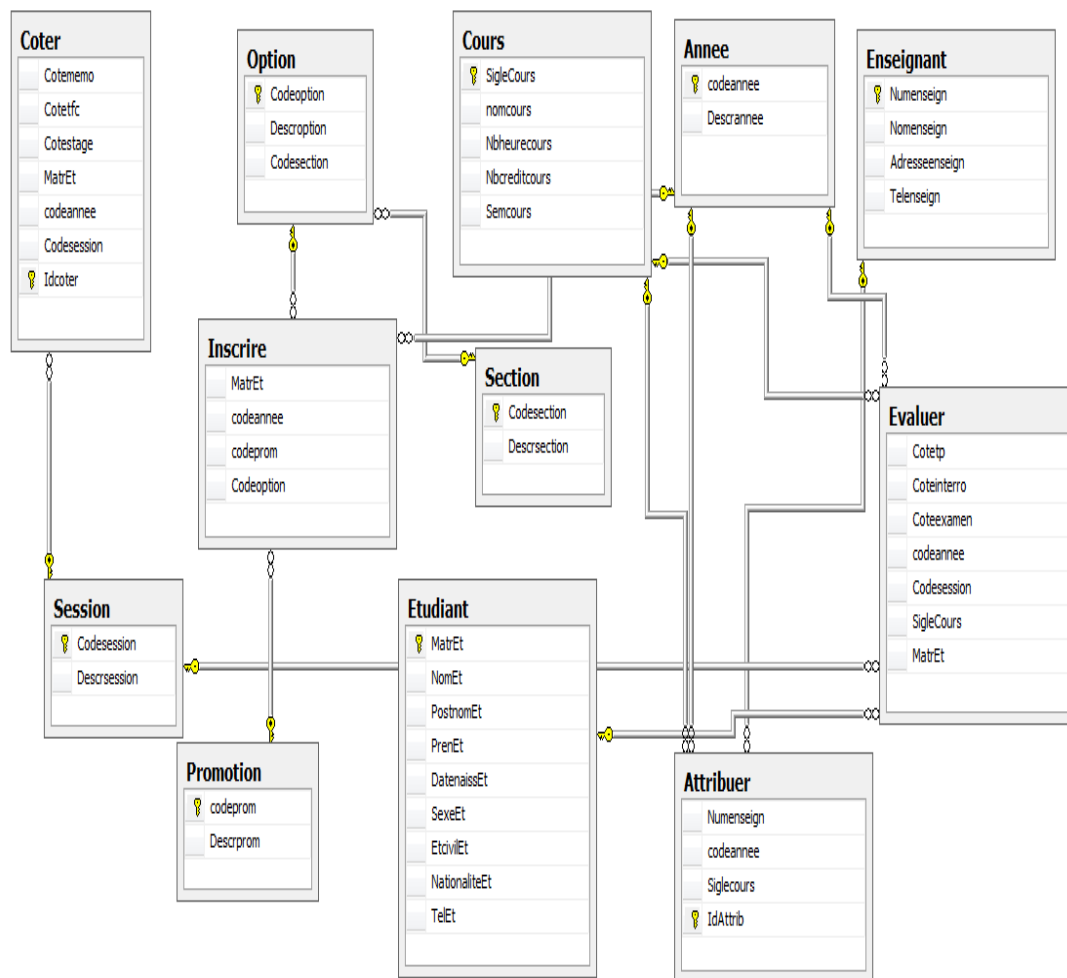 Coter
Cotememo
Cotetfc
Cotestage
MatrEt
codeannee
Codesession
Idcoter
Option
Codeoption
Descroption
Codesection
Cours
SigleCours
nomcours
Nbheurecours
Nbcreditcours
Semcours
Annee
codeannee
Descrannee
Enseignant
Numenseign
Nomenseign
Adresseenseign
Telenseign
Inscrire
MatrEt
codeannee
codeprom
Codeoption
Section
Codesection
Descrsection
Evaluer
Cotetp
Coteinterro
Coteexamen
codeannee
Codesession
SigleCours
MatrEt
Session
Codesession
Descrsession
Etudiant
MatrEt
NomEt
PostnomEt
PrenEt
DatenaissEt
SexeEt
EtcivilEt
NationaliteEt
TelEt
Promotion
codeprom
Descrprom
Attribuer
Numenseign
codeannee
Siglecours
IdAttrib